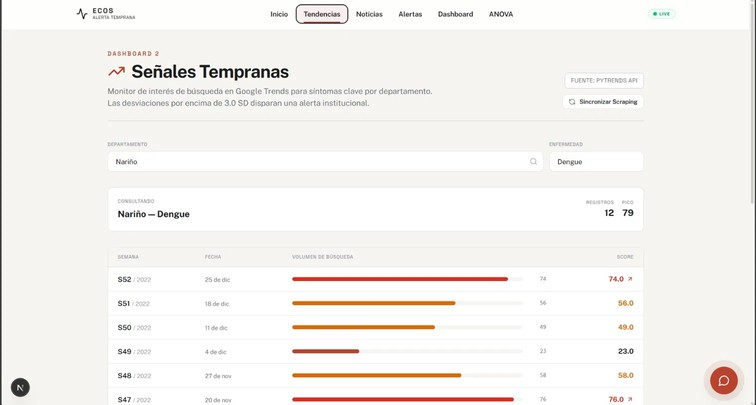 ECOS
ALERTA TEMPRANA
Inicio
Tendencias
Noticias
Alertas
Dashboard
ANOVA
LIVE
DASHBOARD 2
Señales Tempranas
Monitor de interés de búsqueda en Google Trends para síntomas clave por departamento.
Las desviaciones por encima de 3.0 SD disparan una alerta institucional.
FUENTE: PYTRENDS API
Sincronizar Scraping
DEPARTAMENTO
ENFERMEDAD
Nariño
Dengue
CONSULTANDO
Nariño — Dengue
REGISTROS PICO
12 79
SEMANA FECHA VOLUMEN DE BÚSQUEDA SCORE
S52 / 2022 25 de dic 74 74.0 ↗
S51 / 2022 18 de dic 56 56.0
S50 / 2022 11 de dic 49 49.0
S49 / 2022 4 de dic 23 23.0
S48 / 2022 27 de nov 58 58.0
S47 / 2022 20 de nov 76 76.0 ↗
N